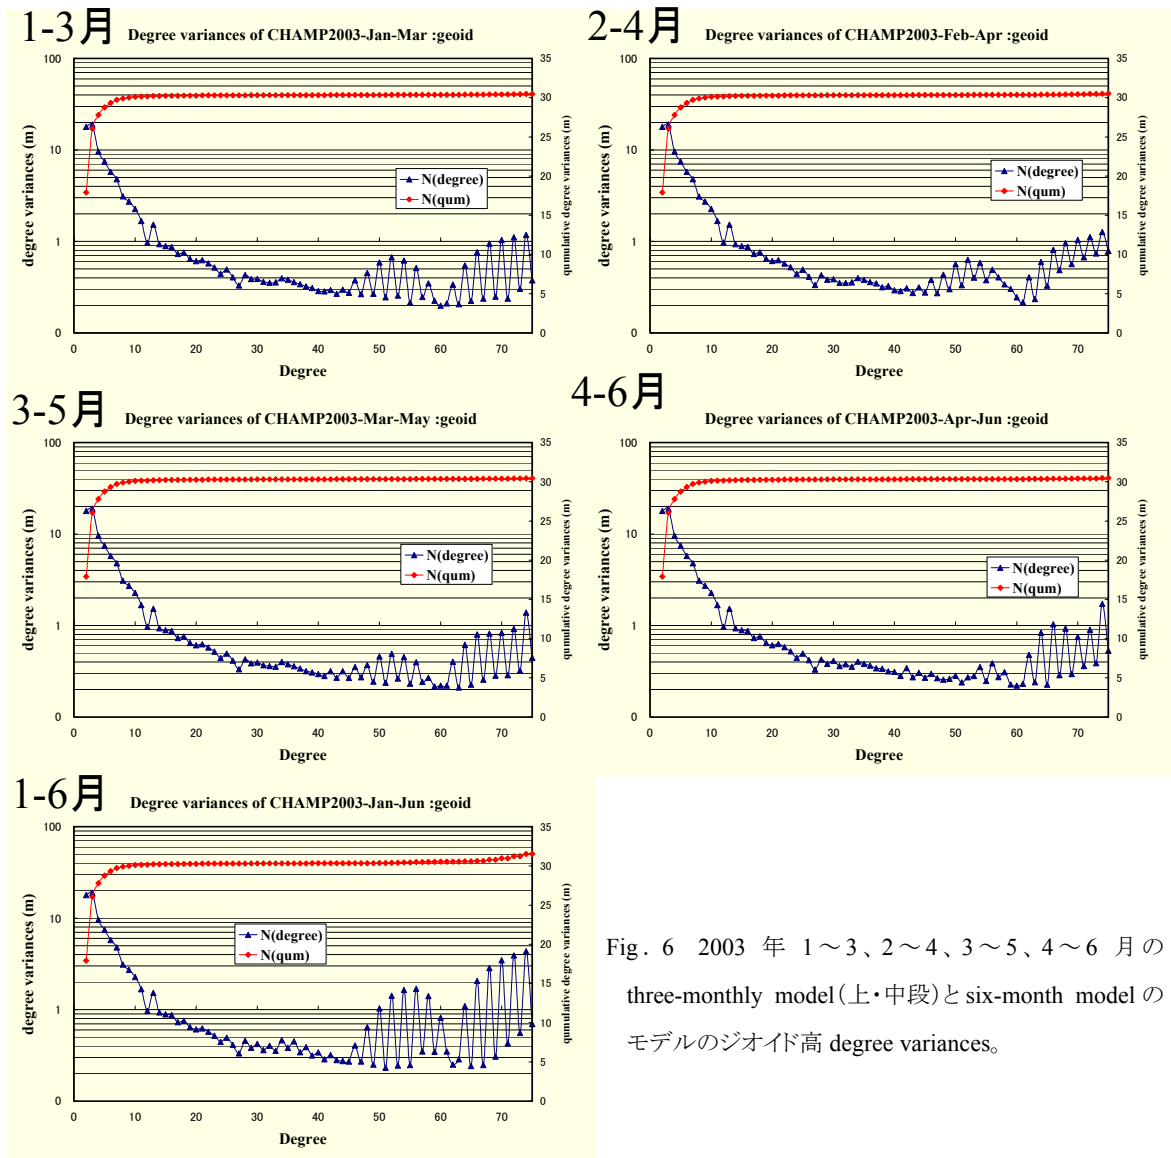 1-3月
Degree variances of CHAMP2003-Jan-Mar :geoid
degree variances (m)
100
10
1
0
35
30
25
20
15
10
5
0
qumulative degree variances (m)
N(degree)
N(qum)
0 10 20 30 40 50 60 70
Degree
2-4月
Degree variances of CHAMP2003-Feb-Apr :geoid
degree variances (m)
100
10
1
0
35
30
25
20
15
10
5
0
qumulative degree variances (m)
N(degree)
N(qum)
0 10 20 30 40 50 60 70
Degree
3-5月
Degree variances of CHAMP2003-Mar-May :geoid
degree variances (m)
100
10
1
0
35
30
25
20
15
10
5
0
qumulative degree variances (m)
N(degree)
N(qum)
0 10 20 30 40 50 60 70
Degree
4-6月
Degree variances of CHAMP2003-Apr-Jun :geoid
degree variances (m)
100
10
1
0
35
30
25
20
15
10
5
0
qumulative degree variances (m)
N(degree)
N(qum)
0 10 20 30 40 50 60 70
Degree
1-6月
Degree variances of CHAMP2003-Jan-Jun :geoid
degree variances (m)
100
10
1
0
35
30
25
20
15
10
5
0
qumulative degree variances (m)
N(degree)
N(qum)
0 10 20 30 40 50 60 70
Degree
Fig. 6 2003 年 1～3、2～4、3～5、4～6 月の
three-monthly model(上・中段)と six-month model の
モデルのジオイド高 degree variances。